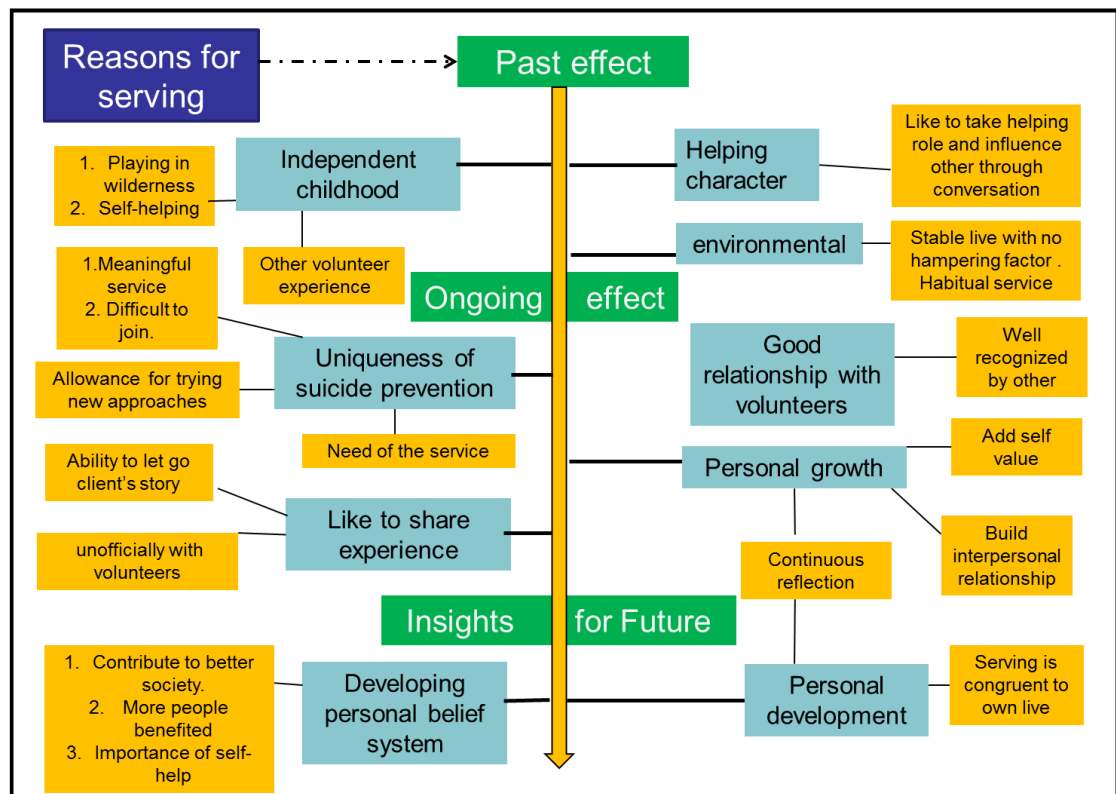 Reasons for
serving
Past effect
Independent
childhood
1. Playing in
wilderness
2. Self-helping
Other volunteer
experience
Helping
character
Like to take helping
role and influence
other through
conversation
environmental
Stable live with no
hampering factor .
Habitual service
Ongoing effect
1.Meaningful
service
2. Difficult to
join.
Uniqueness of
suicide prevention
Allowance for trying
new approaches
Need of the service
Good
relationship with
volunteers
Well
recognized
by other
Personal growth
Add self
value
Build
interpersonal
relationship
Continuous
reflection
Ability to let go
client's story
Like to share
experience
unofficially with
volunteers
Insights for Future
1. Contribute to better
society.
2. More people
benefited
3. Importance of self-
help
Developing
personal belief
system
Personal
development
Serving is
congruent to
own live